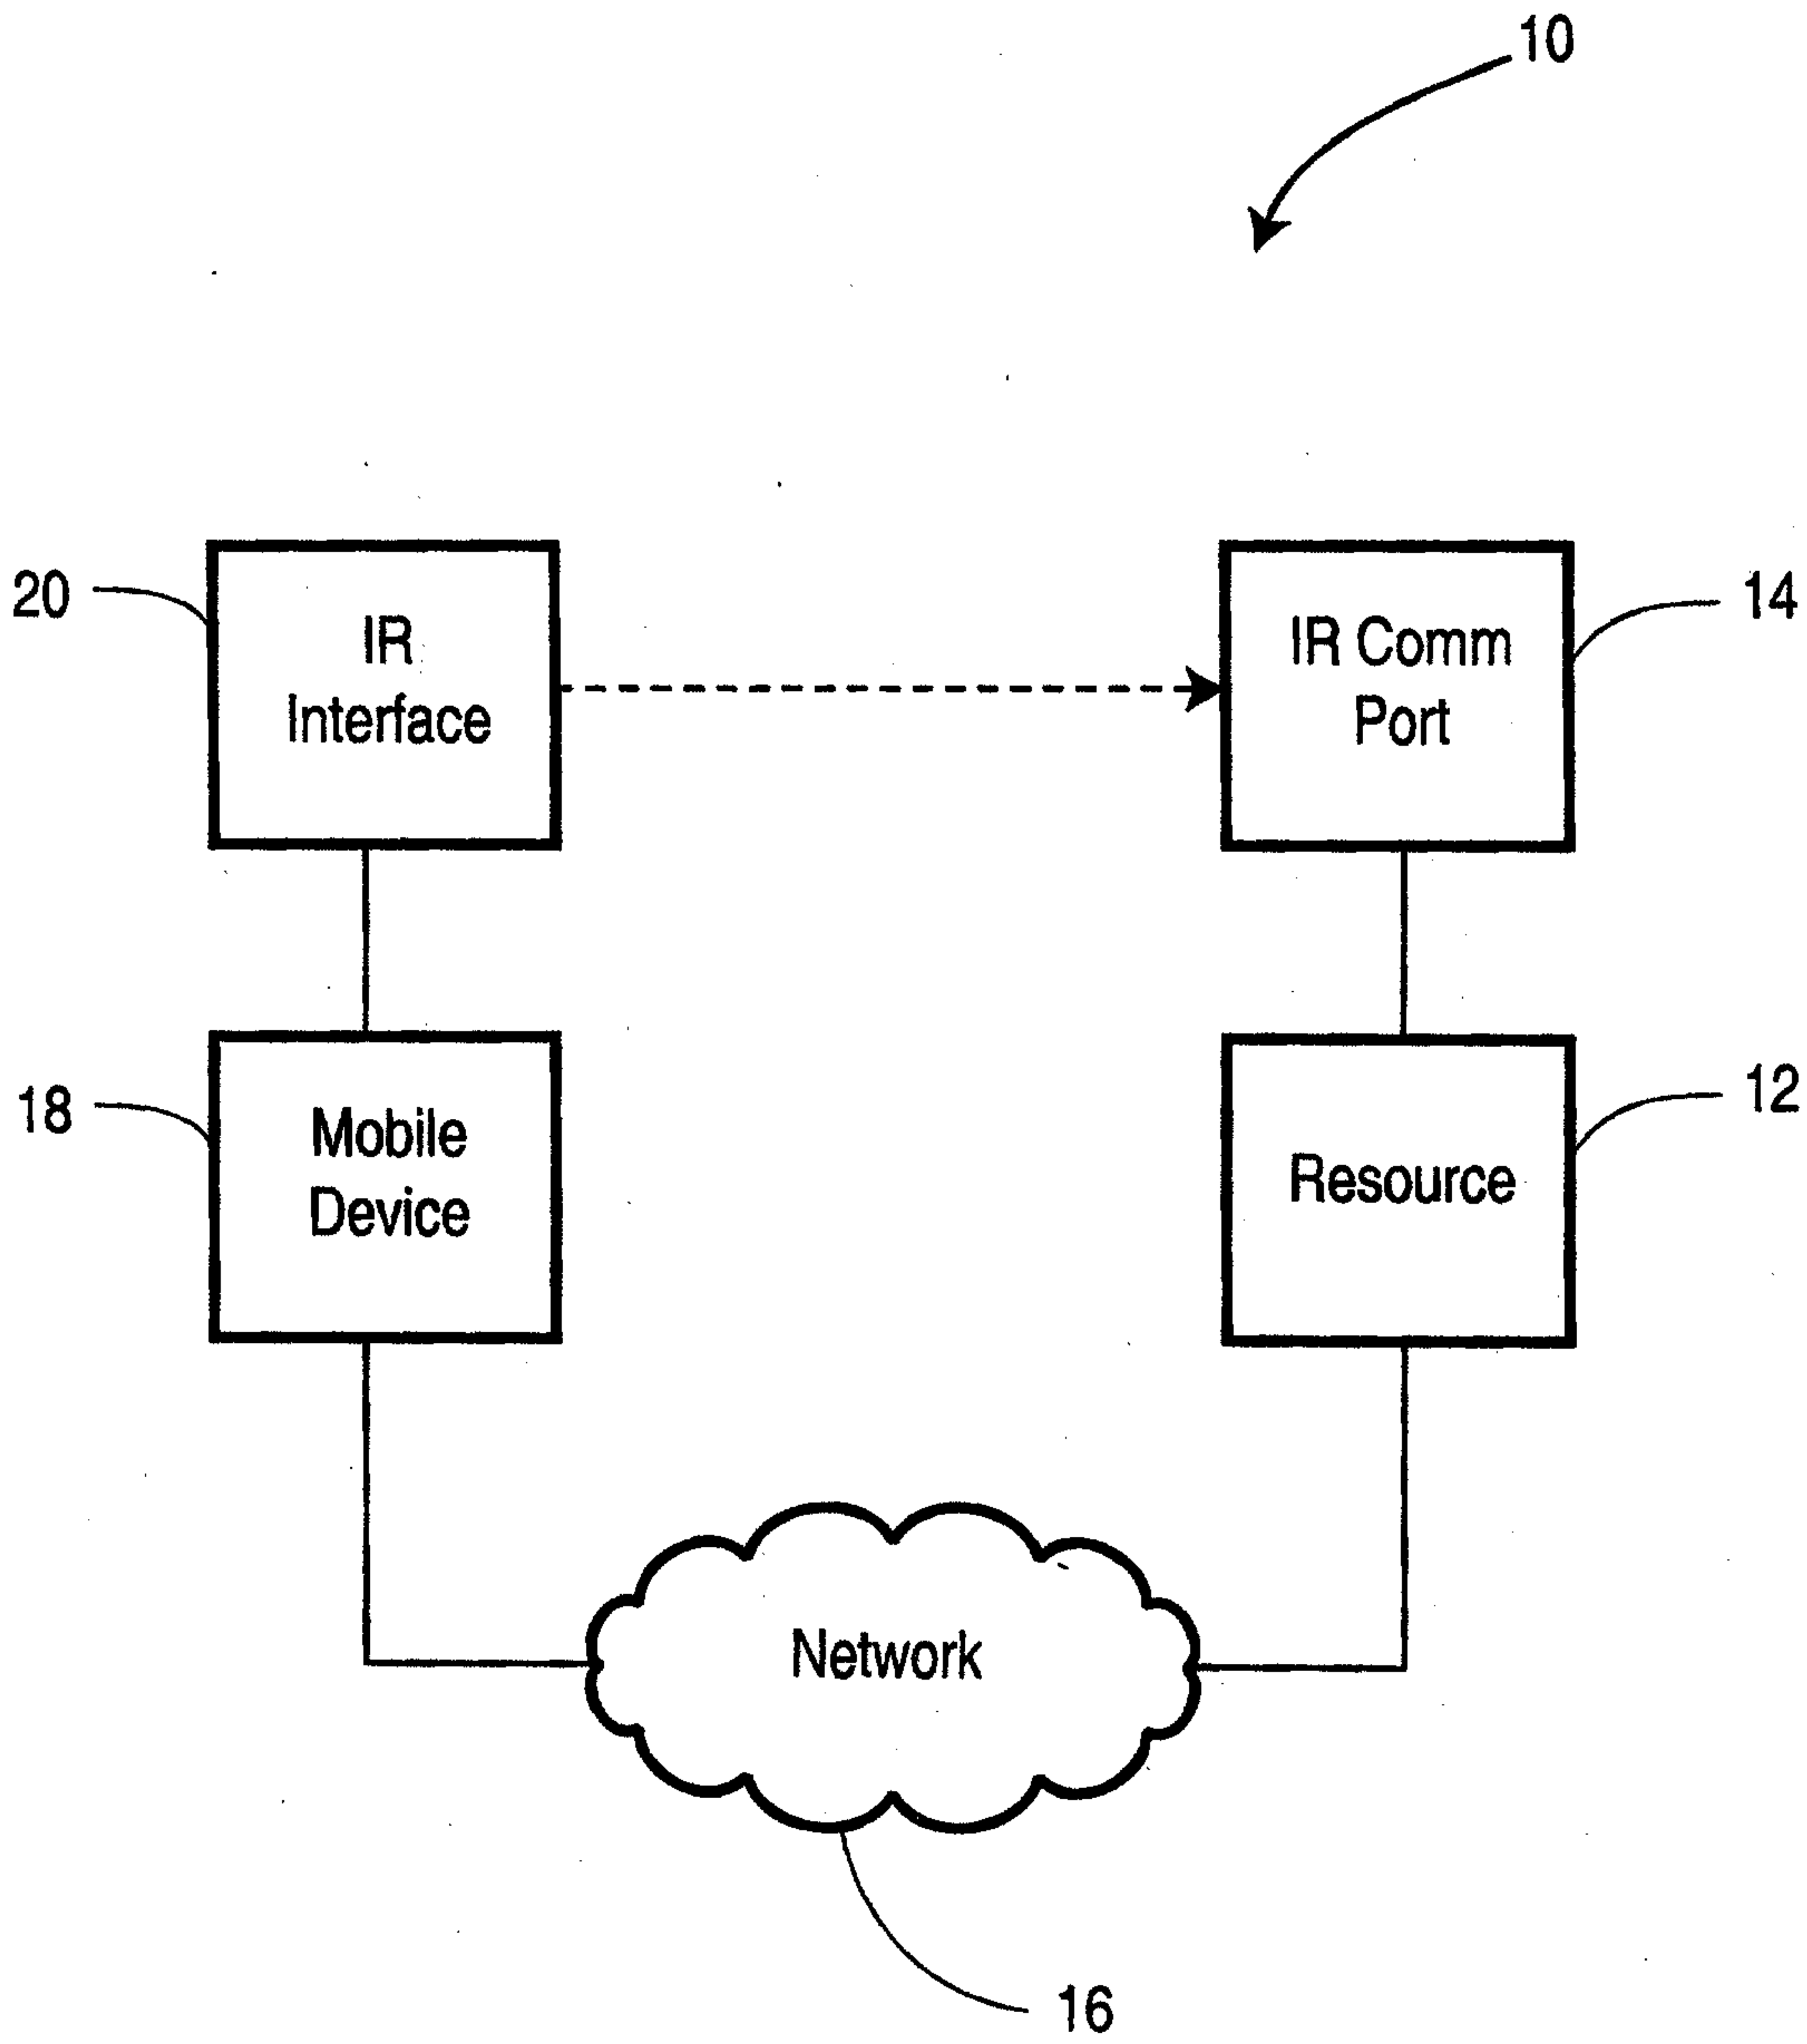 10
20
IR
Interface
IR Comm
Port
14
18
Mobile
Device
Resource
12
Network
16